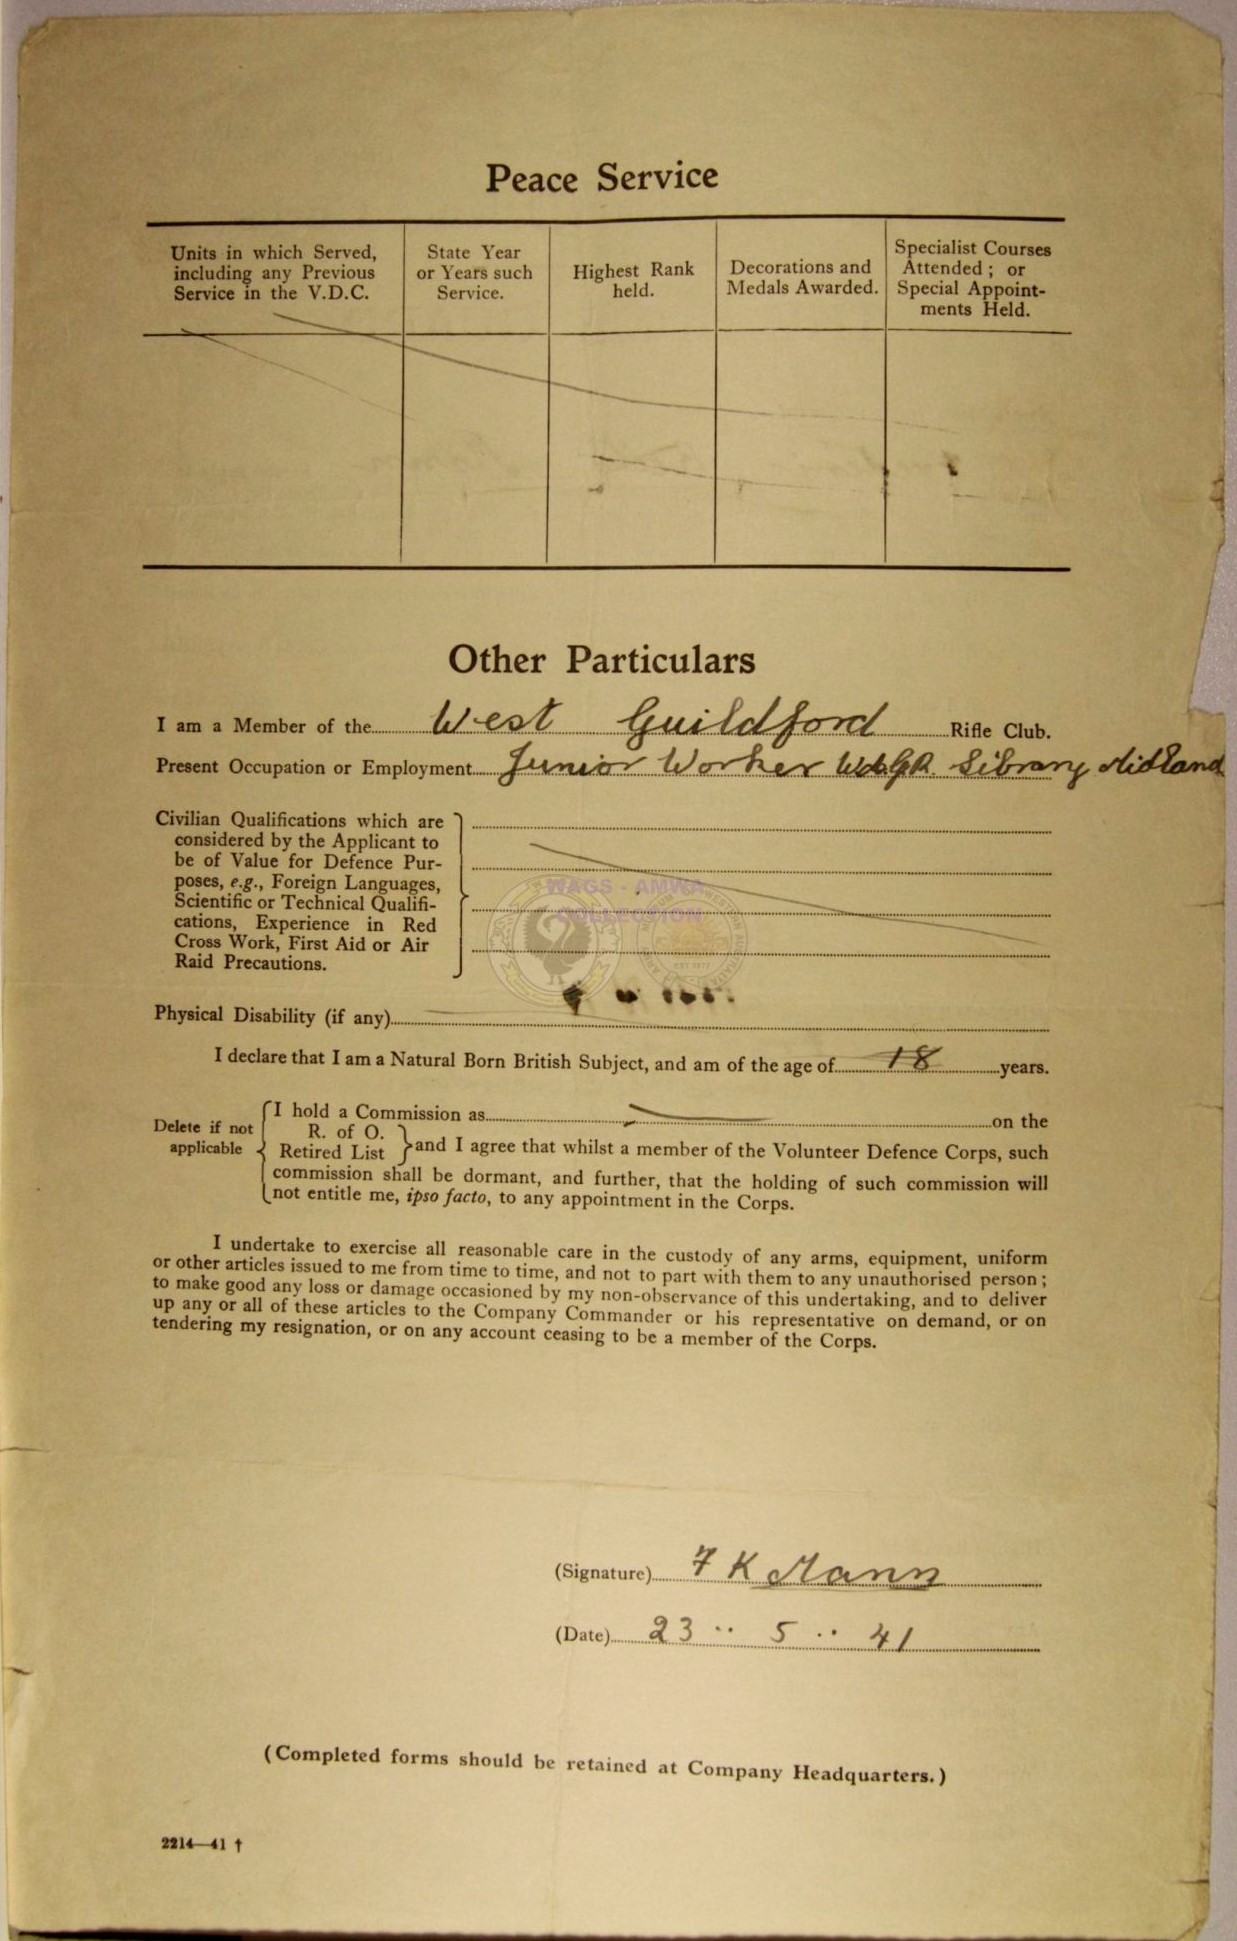 Peace Service
Units in which Served,
including any Previous
Service in the V.D.C.
State Year
or Years such
Service.
Highest Rank
held.
Decorations and
Medals Awarded.
Specialist Courses
Attended ; or
Special Appoint-
ments Held.
Other Particulars
I am a Member of the West Guildford Rifle Club.
Present Occupation or Employment Junior Worker Library Midland
Civilian Qualifications which are
considered by the Applicant to
be of Value for Defence Pur-
poses, e.g., Foreign Languages,
Scientific or Technical Qualifi-
cations, Experience in Red
Cross Work, First Aid or Air
Raid Precautions.
WAGS - AMWA
COLLECTION
Physical Disability (if any)
I declare that I am a Natural Born British Subject, and am of the age of 18 years.
Delete if not
applicable
I hold a Commission as on the
R. of O.
Retired List
and I agree that whilst a member of the Volunteer Defence Corps, such
commission shall be dormant, and further, that the holding of such commission will
not entitle me, ipso facto, to any appointment in the Corps.
I undertake to exercise all reasonable care in the custody of any arms, equipment, uniform
or other articles issued to me from time to time, and not to part with them to any unauthorised person ;
to make good any loss or damage occasioned by my non-observance of this undertaking, and to deliver
up any or all of these articles to the Company Commander or his representative on demand, or on
tendering my resignation, or on any account ceasing to be a member of the Corps.
(Signature) F K Mann
(Date) 23 .. 5 .. 41
(Completed forms should be retained at Company Headquarters.)
2214—41 †